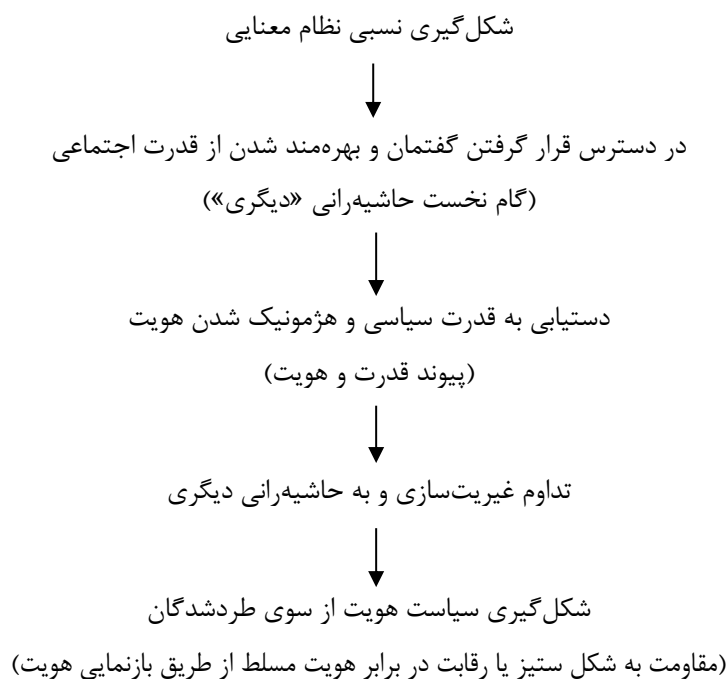 شکل‌گیری نسبی نظام معنایی
در دسترس قرار گرفتن گفتمان و بهره‌مند شدن از قدرت اجتماعی
(گام نخست حاشیه‌رانی «دیگری»)
دستیابی به قدرت سیاسی و هژمونیک شدن هویت
(پیوند قدرت و هویت)
تداوم غیریت‌سازی و به حاشیه‌رانی دیگری
شکل‌گیری سیاست هویت از سوی طردشدگان
(مقاومت به شکل ستیز یا رقابت در برابر هویت مسلط از طریق بازنمایی هویت)